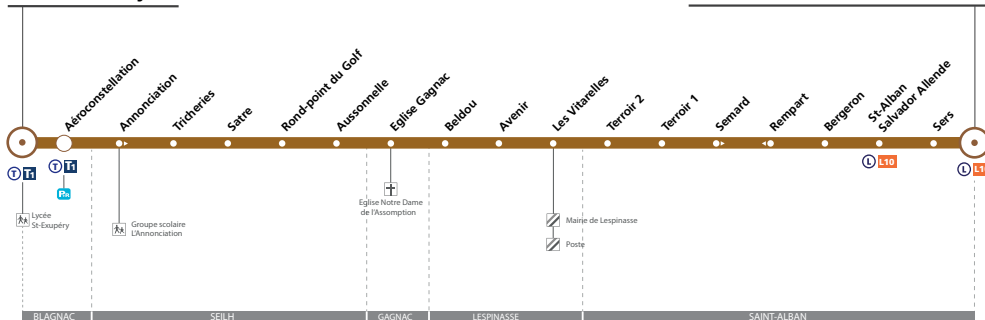 Aéroconstellation
Annonciation
Tricheries
Satre
Rond-point du Golf
Aussonnelle
Eglise Gagnac
Beldou
Avenir
Les Vitarelles
Terroir 2
Terroir 1
Semard
Rempart
Bergeron
St-Alban
Salvador Allende
Sers
T T1
T T1
P+R
L L10
L L10
Lycée
St-Exupéry
Groupe scolaire
L'Annonciation
Eglise Notre Dame
de l'Assomption
Mairie de Lespinasse
Poste
BLAGNAC
SEILH
GAGNAC
LESPINASSE
SAINT-ALBAN